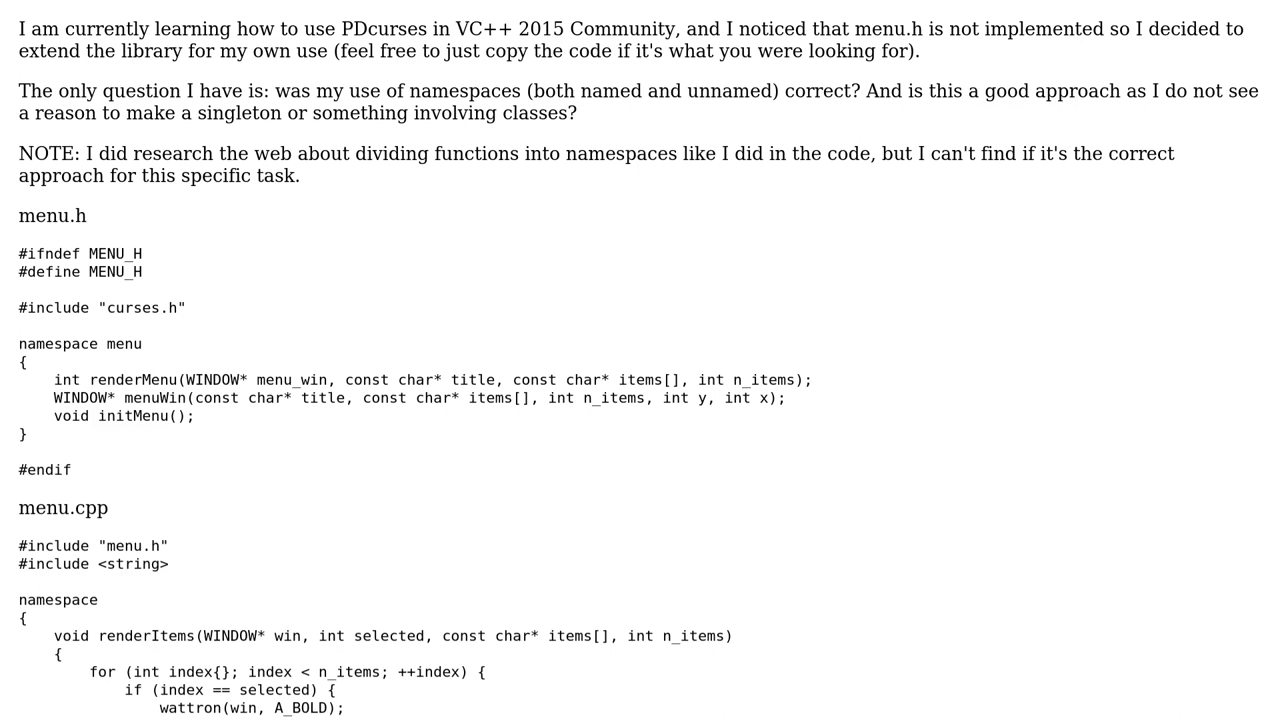 I am currently learning how to use PDcurses in VC++ 2015 Community, and I noticed that menu.h is not implemented so I decided to
extend the library for my own use (feel free to just copy the code if it's what you were looking for).
The only question I have is: was my use of namespaces (both named and unnamed) correct? And is this a good approach as I do not see
a reason to make a singleton or something involving classes?
NOTE: I did research the web about dividing functions into namespaces like I did in the code, but I can't find if it's the correct
approach for this specific task.
menu.h
#ifndef MENU_H
#define MENU_H
#include "curses.h"
namespace menu
{
    int renderMenu(WINDOW* menu_win, const char* title, const char* items[], int n_items);
    WINDOW* menuWin(const char* title, const char* items[], int n_items, int y, int x);
    void initMenu();
}
#endif
menu.cpp
#include "menu.h"
#include <string>
namespace
{
    void renderItems(WINDOW* win, int selected, const char* items[], int n_items)
    {
        for (int index{}; index < n_items; ++index) {
            if (index == selected) {
                wattron(win, A_BOLD);